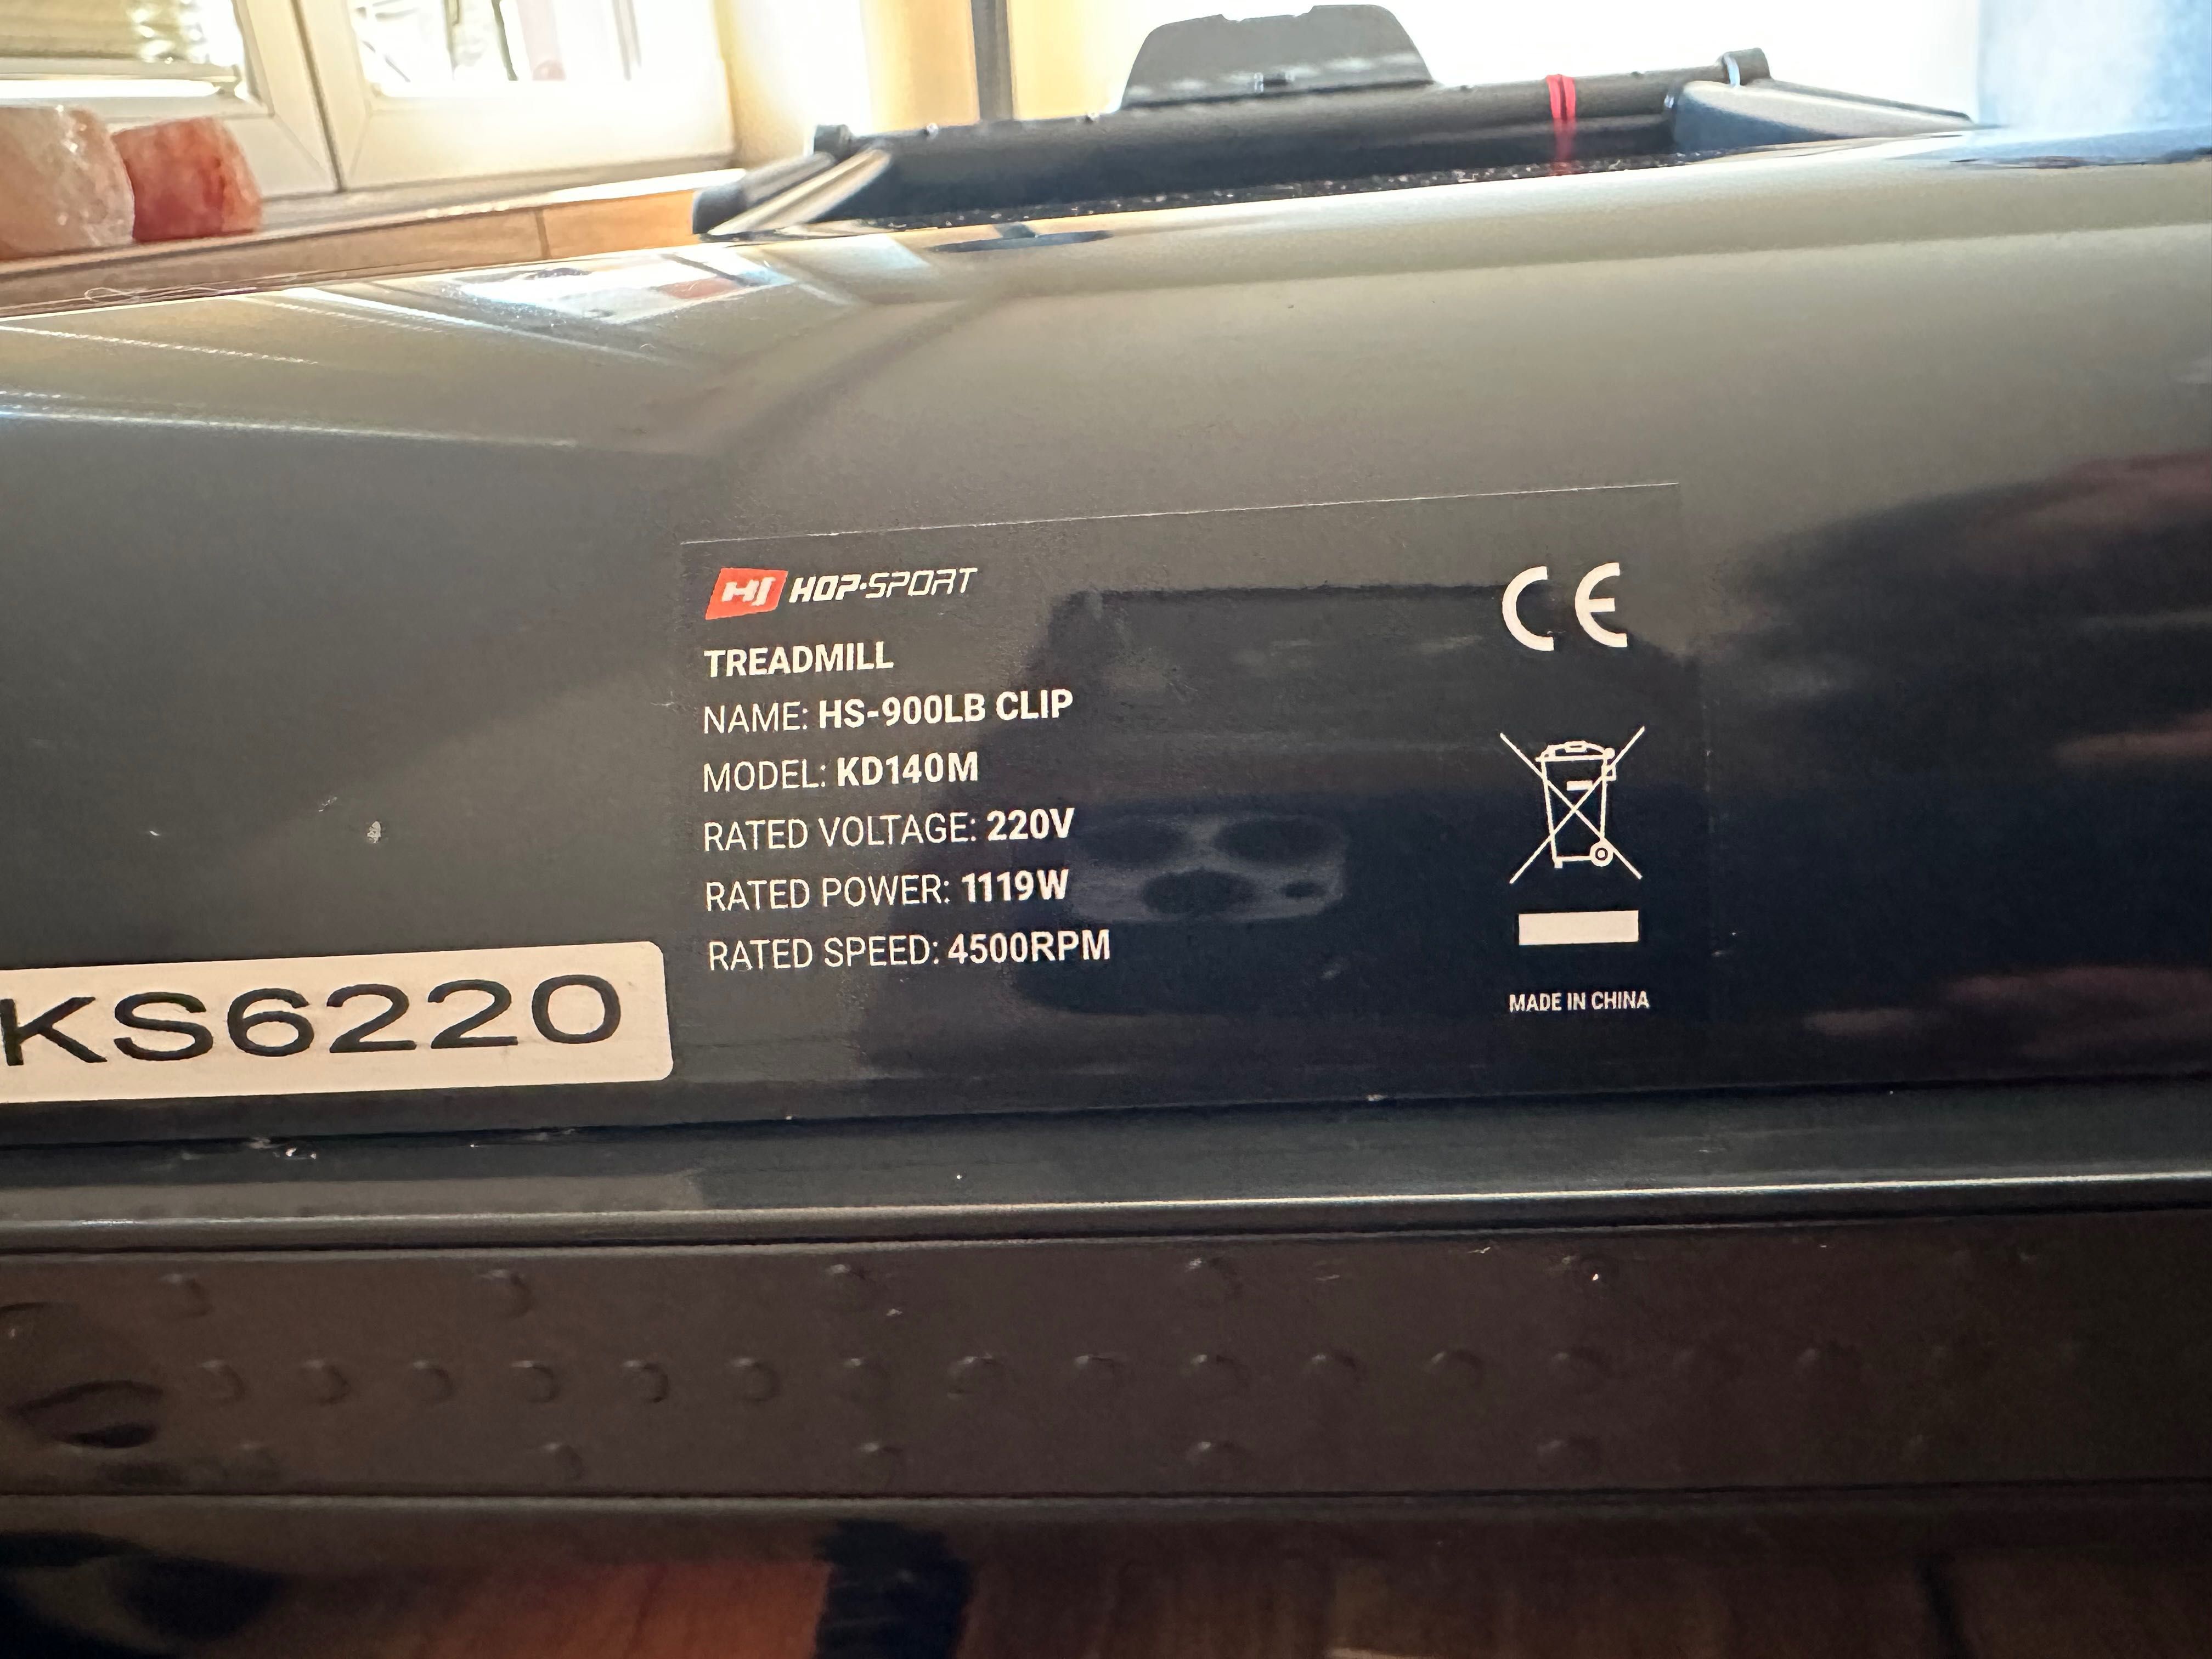 HJ HOP·SPORT
CE
TREADMILL
NAME: HS-900LB CLIP
MODEL: KD140M
RATED VOLTAGE: 220V
RATED POWER: 1119W
RATED SPEED: 4500RPM
MADE IN CHINA
KS6220